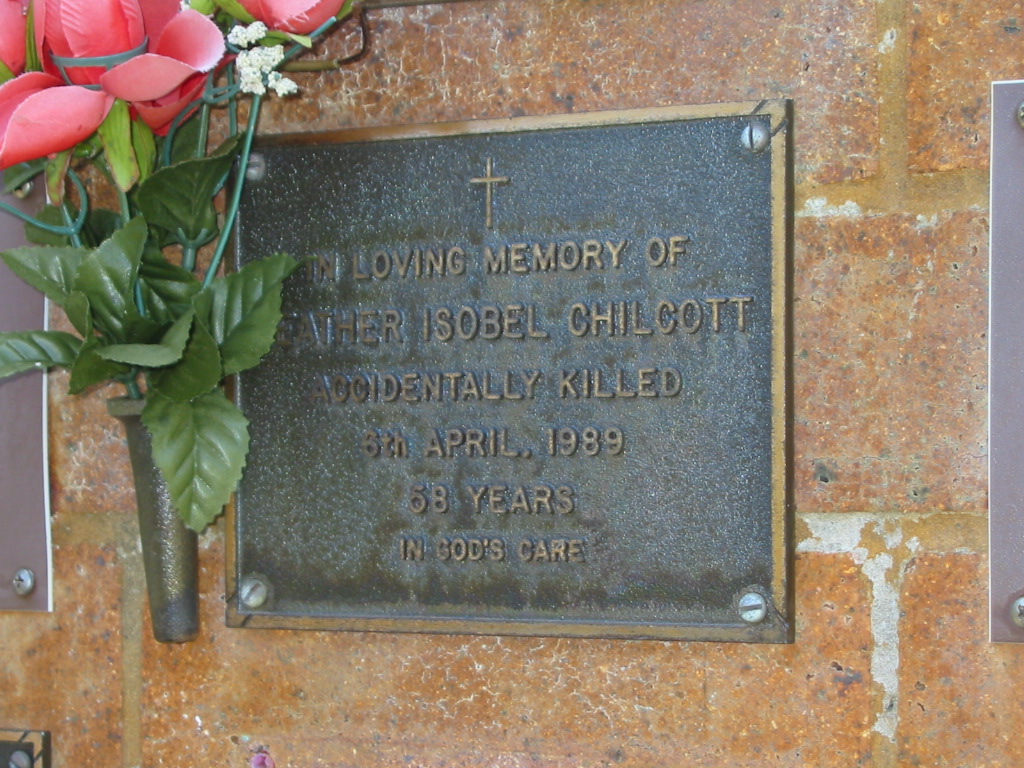 IN LOVING MEMORY OF
EATHER ISOBEL CHILCOTT
ACCIDENTALLY KILLED
6th APRIL, 1989
58 YEARS
IN GOD'S CARE